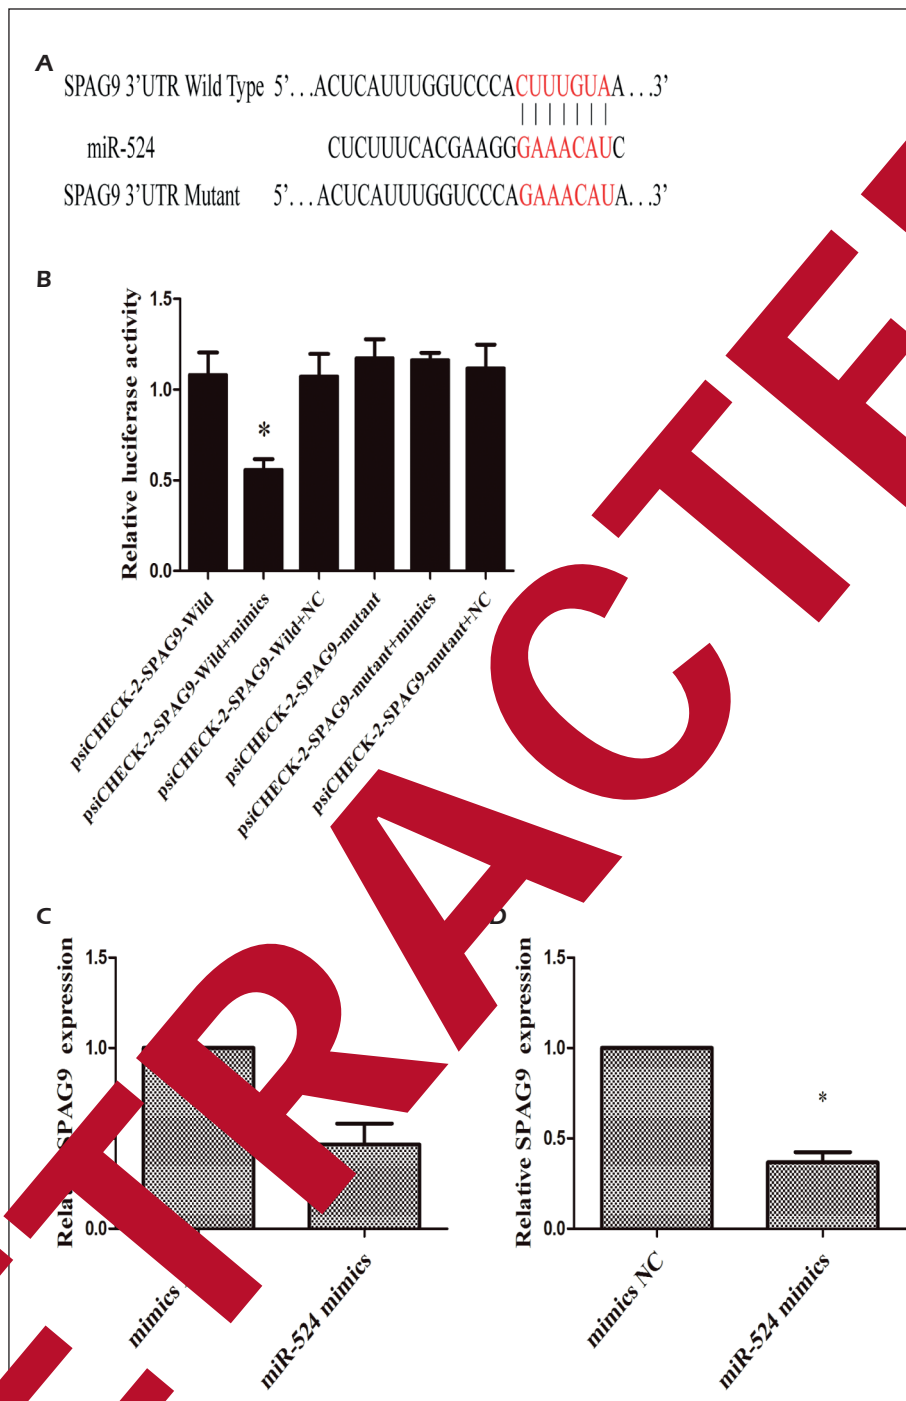 A
SPAG9 3’UTR Wild Type 5’...ACUCAUUUGGUCCCACUUUGUAA...3’
miR-524 CUCUUUCACGAAGGGAAACAUC
SPAG9 3’UTR Mutant 5’...ACUCAUUUGGUCCCAGAAACAUA...3’
B
Relative luciferase activity
1.5
1.0
0.5
0.0
*
psiCHECK-2-SPAG9-Wild
psiCHECK-2-SPAG9-Wild+mimics
psiCHECK-2-SPAG9-Wild+NC
psiCHECK-2-SPAG9-mutant
psiCHECK-2-SPAG9-mutant+mimics
psiCHECK-2-SPAG9-mutant+NC
C
Relative SPAG9 expression
1.5
1.0
0.0
mimics
miR-524 mimics
D
Relative SPAG9 expression
1.5
1.0
0.5
0.0
*
mimics NC
miR-524 mimics